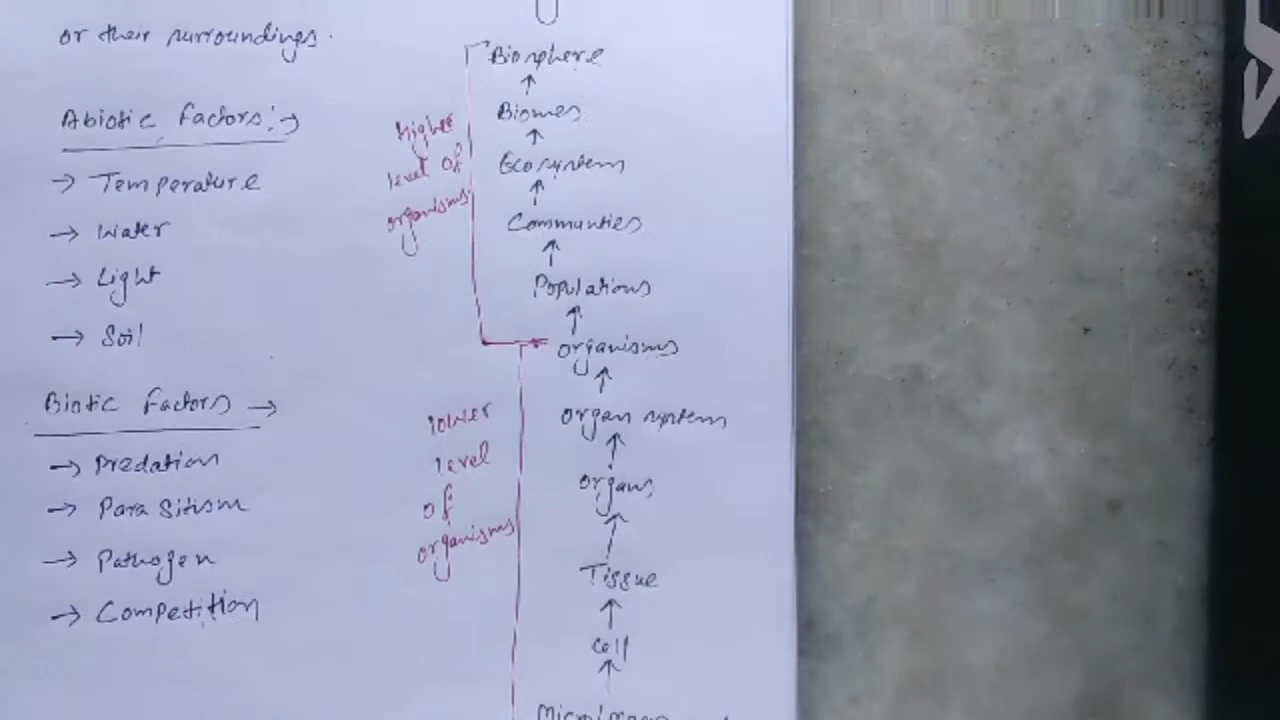 or their surroundings.
Abiotic factors :→
→ Temperature
→ Water
→ Light
→ Soil
Biotic factors →
→ Predation
→ Parasitism
→ Pathogen
→ Competition
Higher
level of
organisms
lower
level
of
organisms
Biosphere
↑
Biomes
↑
Ecosystem
↑
Communties
↑
Populations
↑
organisms
↑
organ system
↑
organs
↑
Tissue
↑
cell
↑